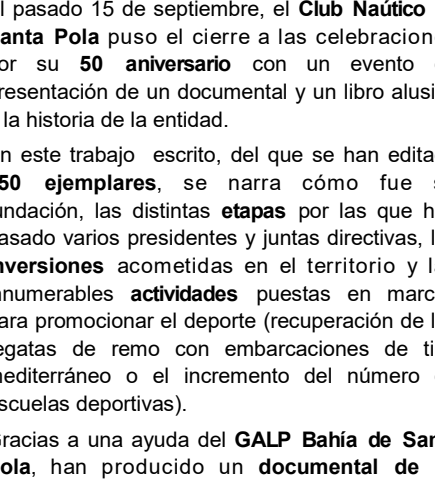 l pasado 15 de septiembre, el Club Naútico
anta Pola puso el cierre a las celebracion
or su 50 aniversario con un evento
resentación de un documental y un libro alusi
la historia de la entidad.
n este trabajo escrito, del que se han edita
50 ejemplares, se narra cómo fue s
undación, las distintas etapas por las que h
asado varios presidentes y juntas directivas, l
nversiones acometidas en el territorio y la
nnumerables actividades puestas en marc
ara promocionar el deporte (recuperación de l
egatas de remo con embarcaciones de ti
mediterráneo o el incremento del número
scuelas deportivas).
Gracias a una ayuda del GALP Bahía de San
ola, han producido un documental de